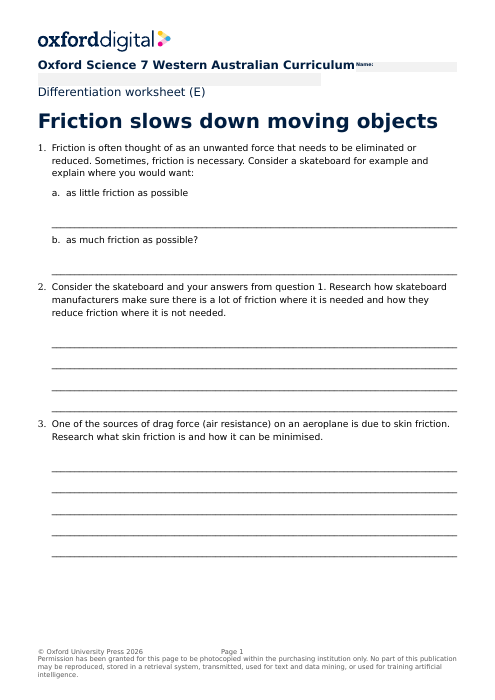 oxforddigital
Oxford Science 7 Western Australian Curriculum Name:
Differentiation worksheet (E)
Friction slows down moving objects
1. Friction is often thought of as an unwanted force that needs to be eliminated or
reduced. Sometimes, friction is necessary. Consider a skateboard for example and
explain where you would want:
a. as little friction as possible
b. as much friction as possible?
2. Consider the skateboard and your answers from question 1. Research how skateboard
manufacturers make sure there is a lot of friction where it is needed and how they
reduce friction where it is not needed.
3. One of the sources of drag force (air resistance) on an aeroplane is due to skin friction.
Research what skin friction is and how it can be minimised.
© Oxford University Press 2026 Page 1
Permission has been granted for this page to be photocopied within the purchasing institution only. No part of this publication
may be reproduced, stored in a retrieval system, transmitted, used for text and data mining, or used for training artificial
intelligence.